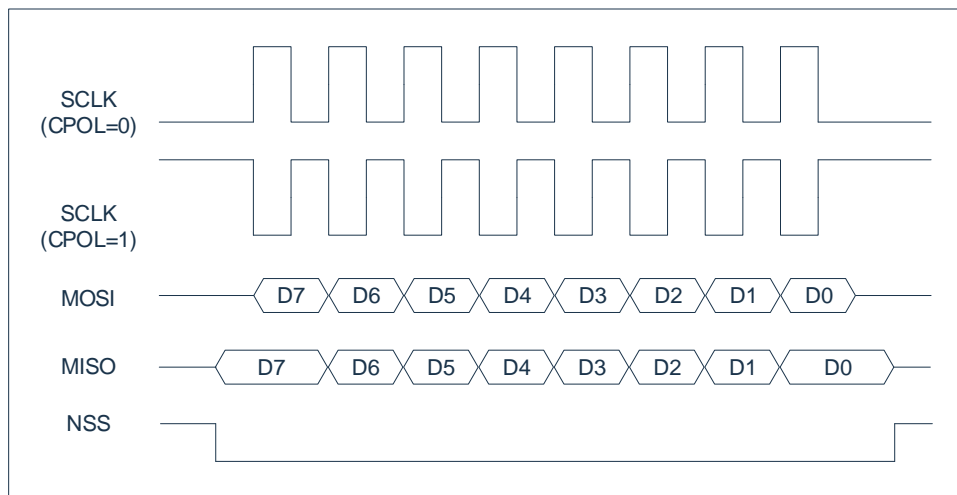 SCLK
(CPOL=0)
SCLK
(CPOL=1)
MOSI D7 D6 D5 D4 D3 D2 D1 D0
MISO D7 D6 D5 D4 D3 D2 D1 D0
NSS